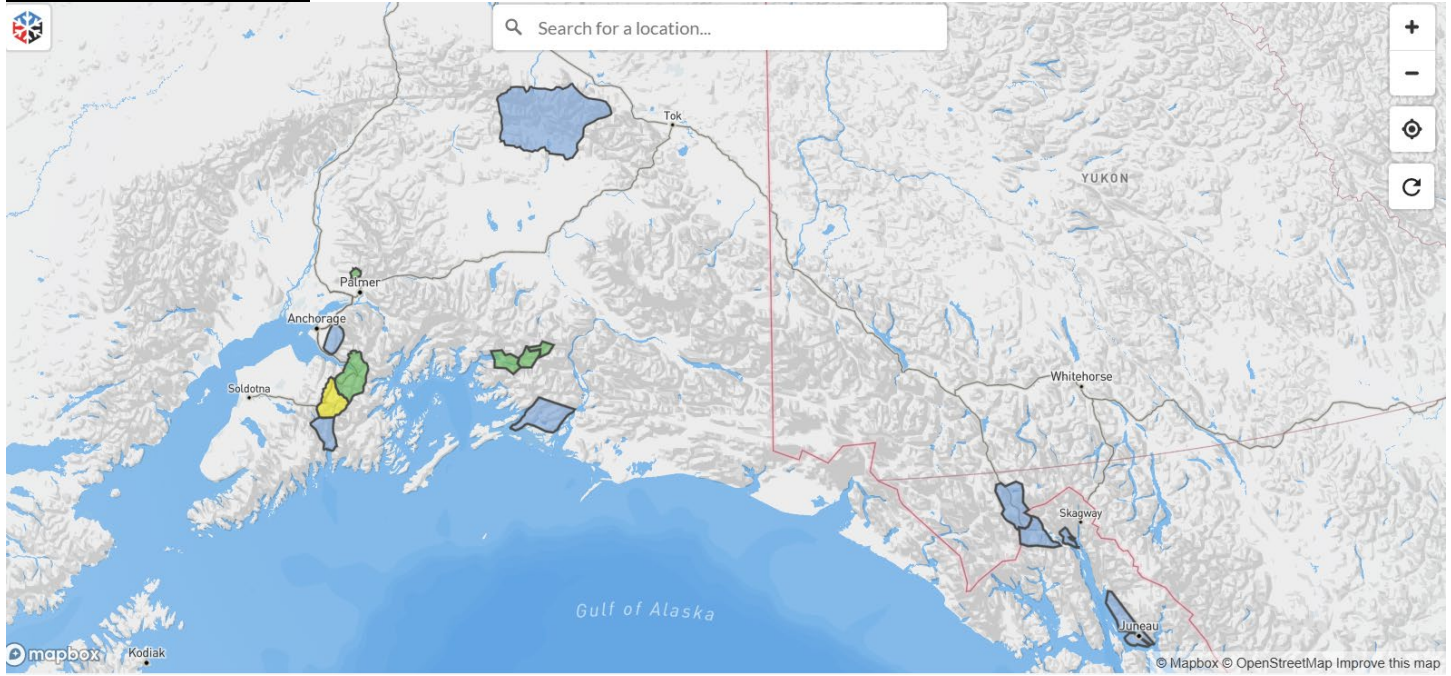 Search for a location...
Tok
YUKON
Palmer
Anchorage
Soldotna
Whitehorse
Skagway
Gulf of Alaska
Juneau
Kodiak
mapbox
© Mapbox © OpenStreetMap Improve this map